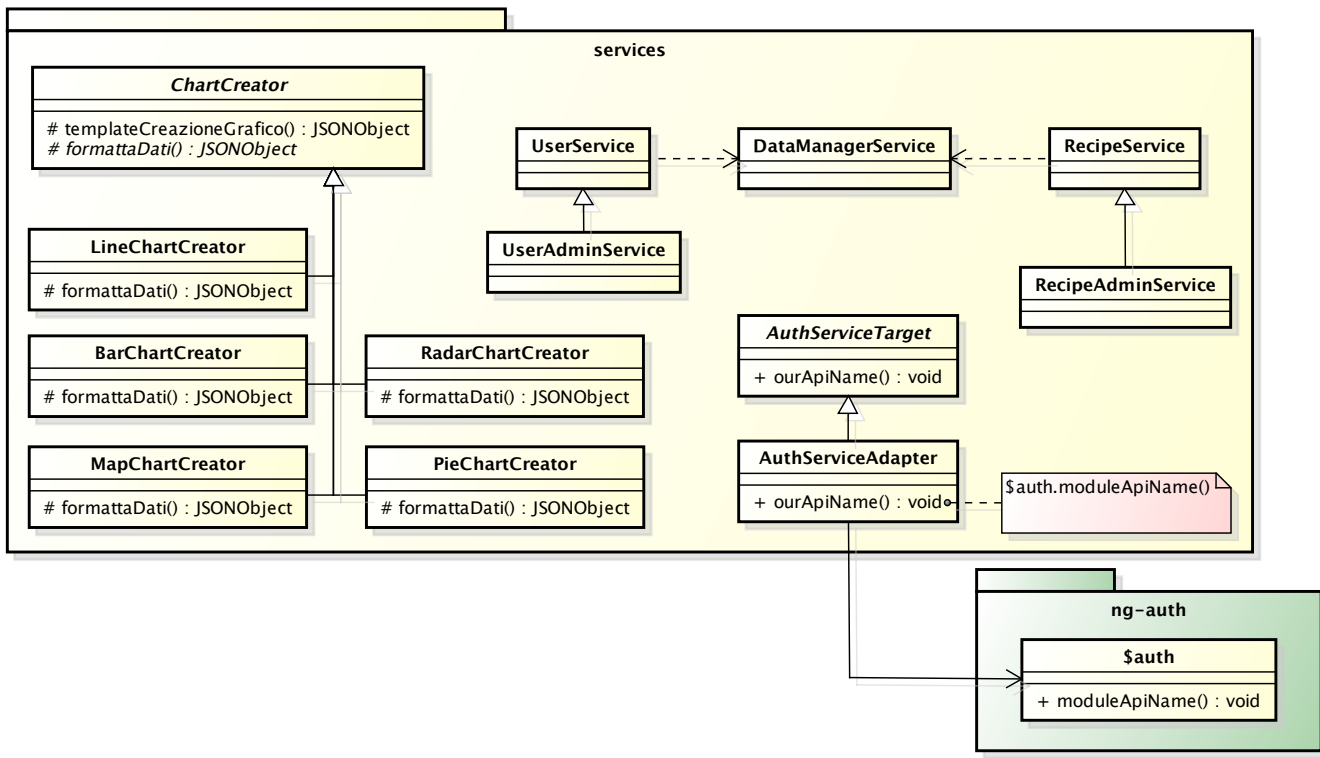 services
ChartCreator
# templateCreazioneGrafico() : JSONObject
# formattaDati() : JSONObject
UserService
DataManagerService
RecipeService
LineChartCreator
# formattaDati() : JSONObject
UserAdminService
RecipeAdminService
BarChartCreator
# formattaDati() : JSONObject
RadarChartCreator
# formattaDati() : JSONObject
AuthServiceTarget
+ ourApiName() : void
MapChartCreator
# formattaDati() : JSONObject
PieChartCreator
# formattaDati() : JSONObject
AuthServiceAdapter
+ ourApiName() : void
$auth.moduleApiName()
ng-auth
$auth
+ moduleApiName() : void